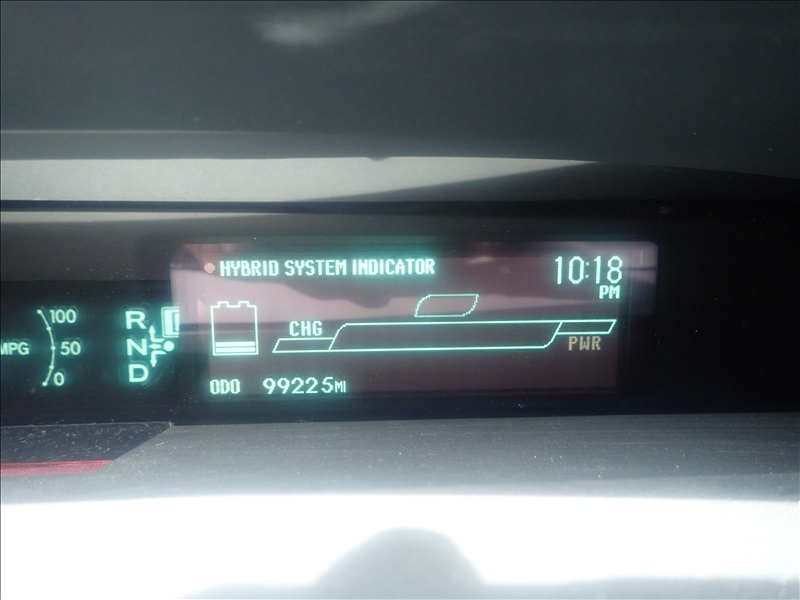 HYBRID SYSTEM INDICATOR
10:18
PM
100
MPG
50
0
R
N
D
CHG
PWR
ODO 99225MI